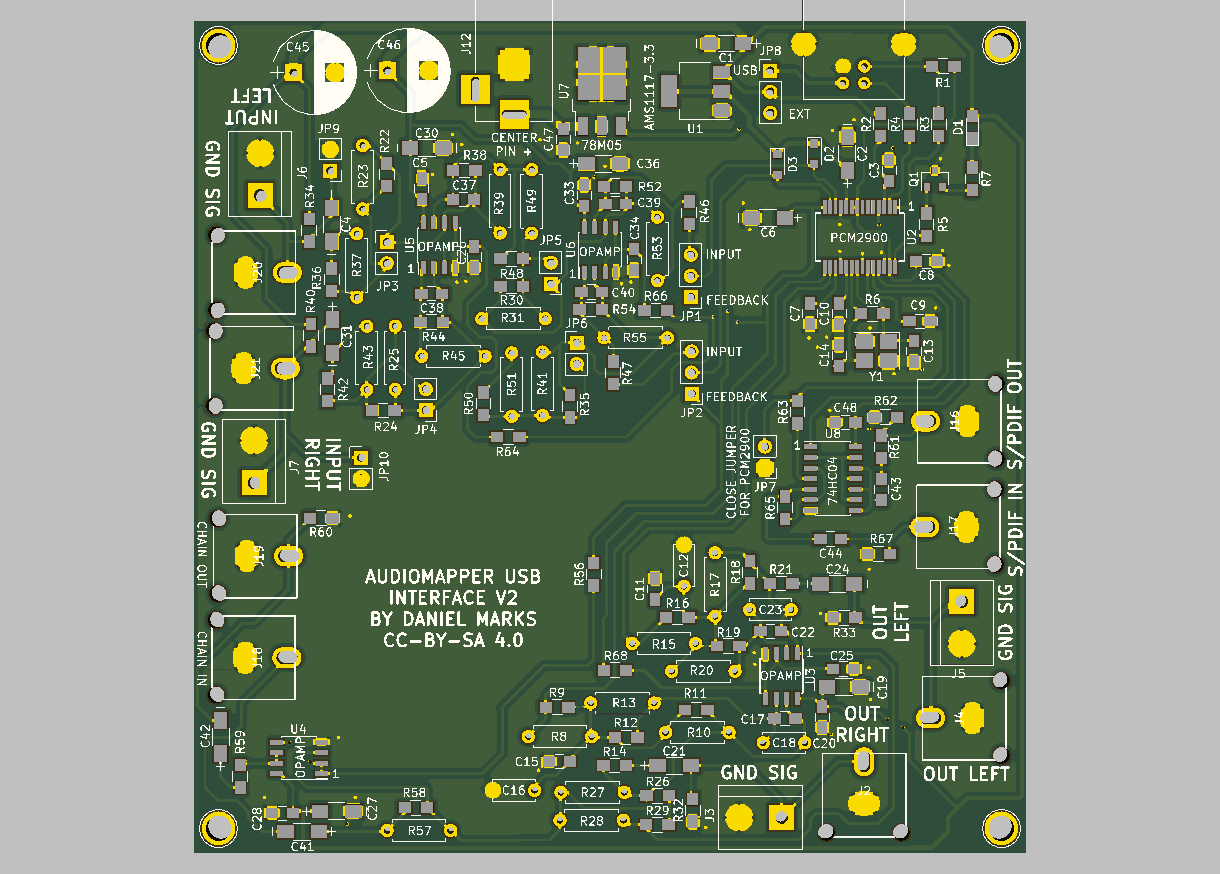 C45
C46
J12
U7
AMS1117-3.3
C1
USB
JP8
EXT
U1
R1
INPUT
LEFT
GND SIG
JP9
J6
R34
R22
R23
C30
C5
R38
C37
CENTER
PIN +
C47
78M05
C36
R52
C39
C33
R39
R49
R46
D3
D2
C2
C3
R2
R4
R3
D1
Q1
R7
R5
U2
1
PCM2900
C6
C8
C4
R37
R36
J20
JP3
U5
OPAMP
1
C29
R48
R30
JP5
U6
OPAMP
1
C34
R53
C40
R54
R66
INPUT
FEEDBACK
JP1
C38
R44
R31
JP6
R55
R40
C31
J21
R43
R25
R45
R42
R24
JP4
R50
R51
R41
R35
R47
R64
INPUT
FEEDBACK
JP2
C7
C10
R6
C9
C14
C13
Y1
R63
C48
R62
U8
1
74HC04
R61
C43
J16
S/PDIF OUT
CLOSE JUMPER
FOR PCM2900
JP7
R65
C44
R67
J17
S/PDIF IN
GND SIG
J7
INPUT
RIGHT
JP10
R60
CHAIN OUT
J19
CHAIN IN
J18
AUDIOMAPPER USB
INTERFACE V2
BY DANIEL MARKS
CC-BY-SA 4.0
R56
C11
C12
R17
R18
R21
C24
R16
C23
R33
OUT
LEFT
GND SIG
J5
R15
R19
C22
R68
R20
OPAMP
1
U3
C25
C19
J4
OUT LEFT
R9
R13
R11
C17
C20
OUT
RIGHT
R8
R12
R10
C18
C15
R14
C21
GND SIG
J2
C42
R59
U4
OPAMP
1
C16
R27
R26
R28
R29
R32
J3
C28
C27
C41
R58
R57